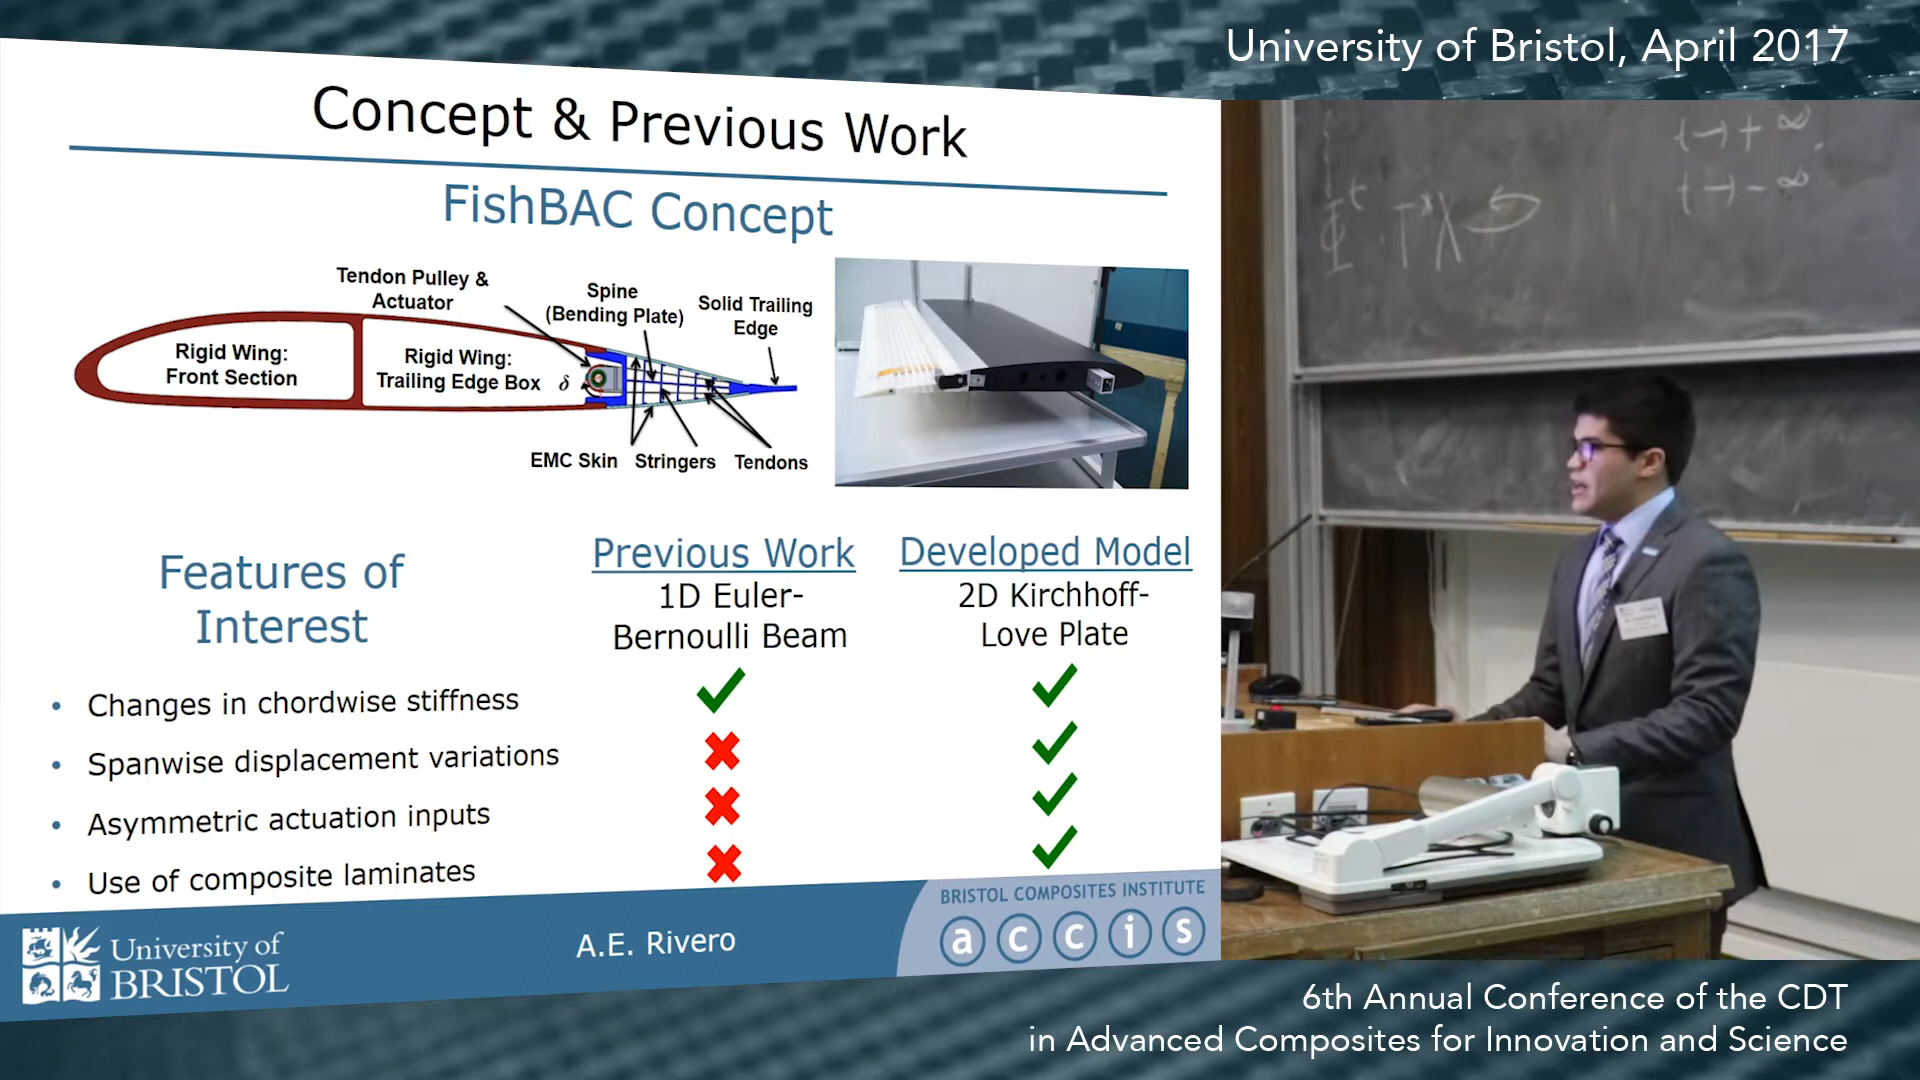 University of Bristol, April 2017
Concept & Previous Work
FishBAC Concept
Tendon Pulley &
Actuator
Spine
(Bending Plate)
Solid Trailing
Edge
Rigid Wing:
Front Section
Rigid Wing:
Trailing Edge Box
δ
EMC Skin
Stringers
Tendons
Features of
Interest
Previous Work
1D Euler-
Bernoulli Beam
Developed Model
2D Kirchhoff-
Love Plate
• Changes in chordwise stiffness ✔ ✔
• Spanwise displacement variations ✖ ✔
• Asymmetric actuation inputs ✖ ✔
• Use of composite laminates ✖ ✔
University of
BRISTOL
A.E. Rivero
BRISTOL COMPOSITES INSTITUTE
accis
t→+∞
t→-∞
6th Annual Conference of the CDT
in Advanced Composites for Innovation and Science